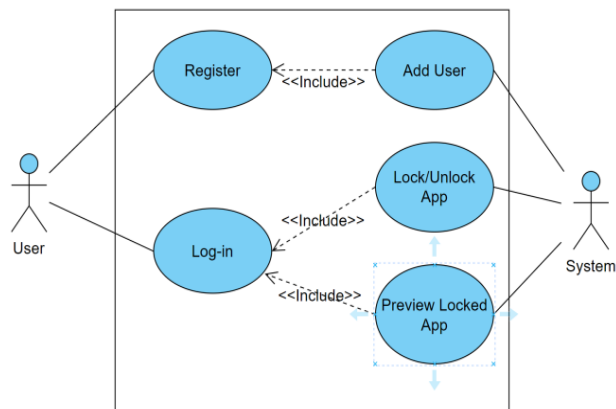 Register
Add User
<<Include>>
Lock/Unlock
App
<<Include>>
User
Log-in
System
<<Include>>
Preview Locked
App